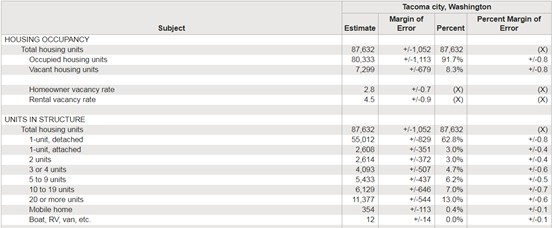 Tacoma city, Washington
Subject Estimate Margin of Error Percent Percent Margin of Error
HOUSING OCCUPANCY
Total housing units 87,632 +/-1,052 87,632 (X)
Occupied housing units 80,333 +/-1,113 91.7% +/-0.8
Vacant housing units 7,299 +/-679 8.3% +/-0.8
Homeowner vacancy rate 2.8 +/-0.7 (X) (X)
Rental vacancy rate 4.5 +/-0.9 (X) (X)
UNITS IN STRUCTURE
Total housing units 87,632 +/-1,052 87,632 (X)
1-unit, detached 55,012 +/-829 62.8% +/-0.8
1-unit, attached 2,608 +/-351 3.0% +/-0.4
2 units 2,614 +/-372 3.0% +/-0.4
3 or 4 units 4,093 +/-507 4.7% +/-0.6
5 to 9 units 5,433 +/-437 6.2% +/-0.5
10 to 19 units 6,129 +/-646 7.0% +/-0.7
20 or more units 11,377 +/-544 13.0% +/-0.6
Mobile home 354 +/-113 0.4% +/-0.1
Boat, RV, van, etc. 12 +/-14 0.0% +/-0.1